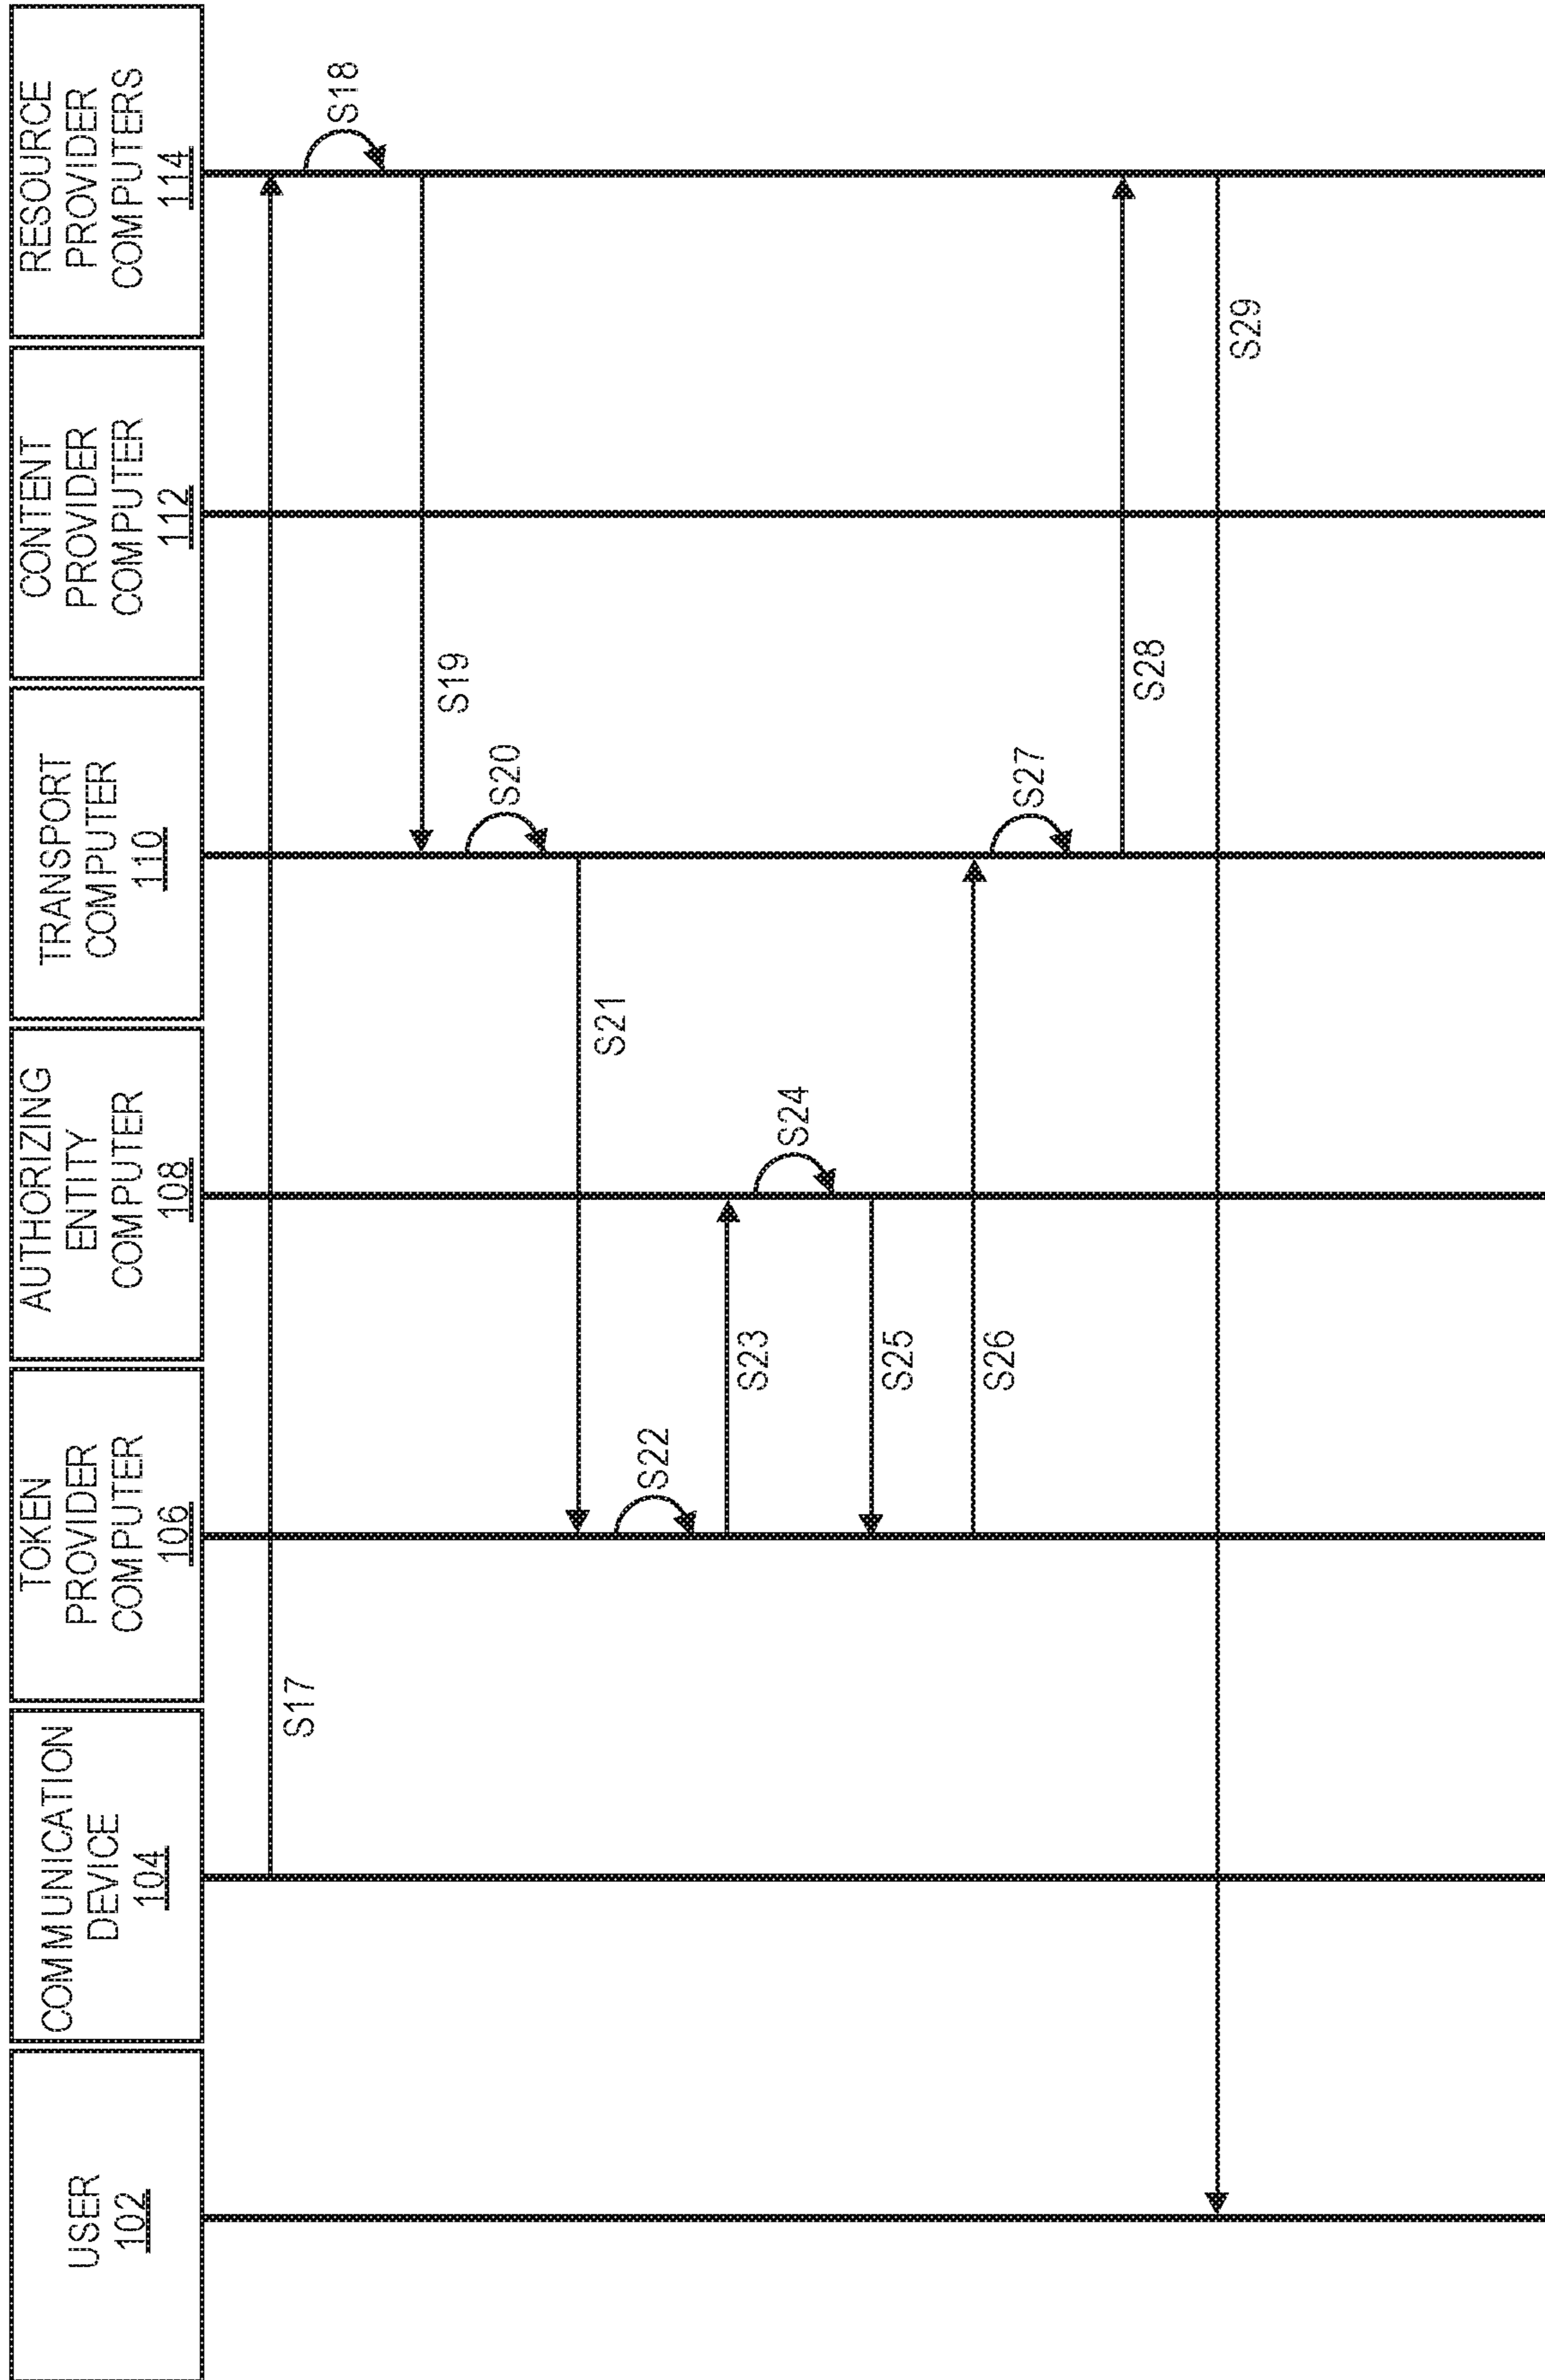 USER
102
COMMUNICATION
DEVICE
104
TOKEN
PROVIDER
COMPUTER
106
AUTHORIZING
ENTITY
COMPUTER
108
TRANSPORT
COMPUTER
110
CONTENT
PROVIDER
COMPUTER
112
RESOURCE
PROVIDER
COMPUTERS
114
S17
S18
S19
S20
S21
S22
S23
S24
S25
S26
S27
S28
S29